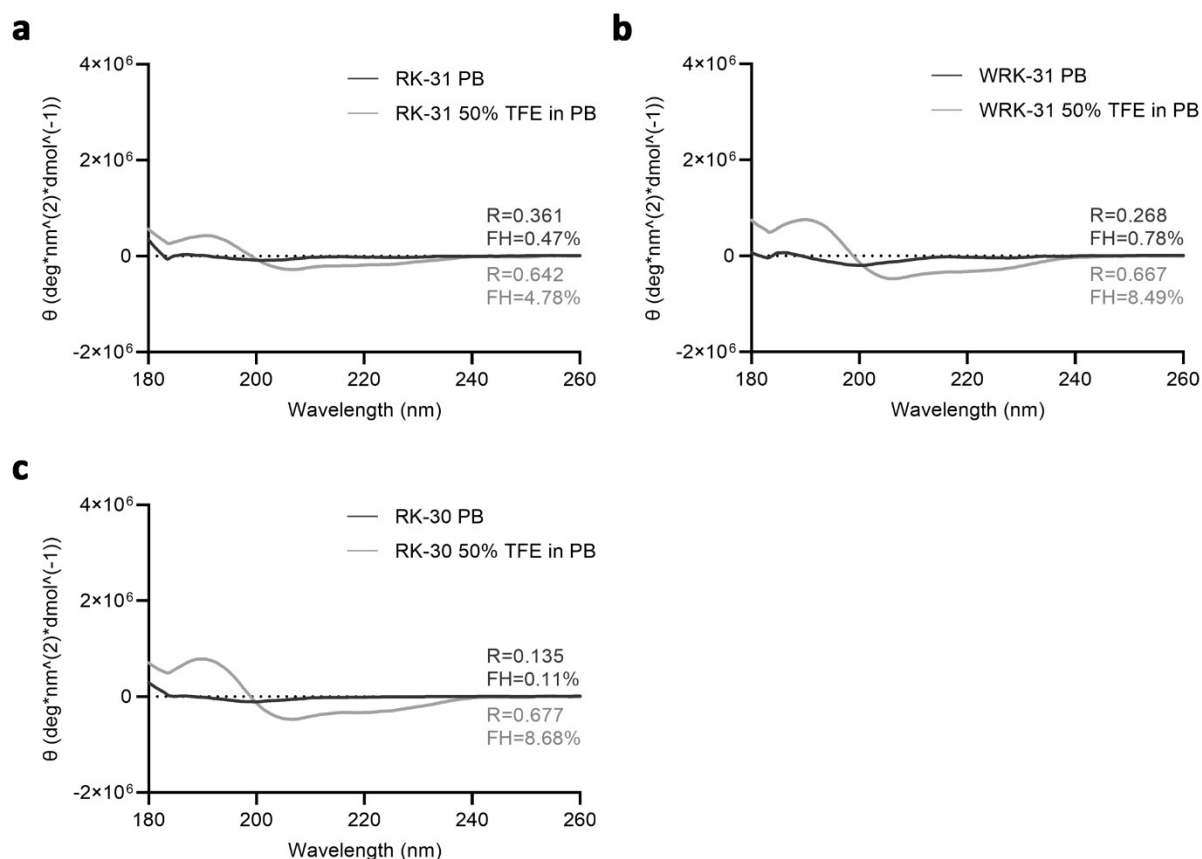 a
θ (deg*nm^(2)*dmol^(-1))
4×10⁶
2×10⁶
0
-2×10⁶
RK-31 PB
RK-31 50% TFE in PB
R=0.361
FH=0.47%
R=0.642
FH=4.78%
180 200 220 240 260
Wavelength (nm)
b
θ (deg*nm^(2)*dmol^(-1))
4×10⁶
2×10⁶
0
-2×10⁶
WRK-31 PB
WRK-31 50% TFE in PB
R=0.268
FH=0.78%
R=0.667
FH=8.49%
180 200 220 240 260
Wavelength (nm)
c
θ (deg*nm^(2)*dmol^(-1))
4×10⁶
2×10⁶
0
-2×10⁶
RK-30 PB
RK-30 50% TFE in PB
R=0.135
FH=0.11%
R=0.677
FH=8.68%
180 200 220 240 260
Wavelength (nm)